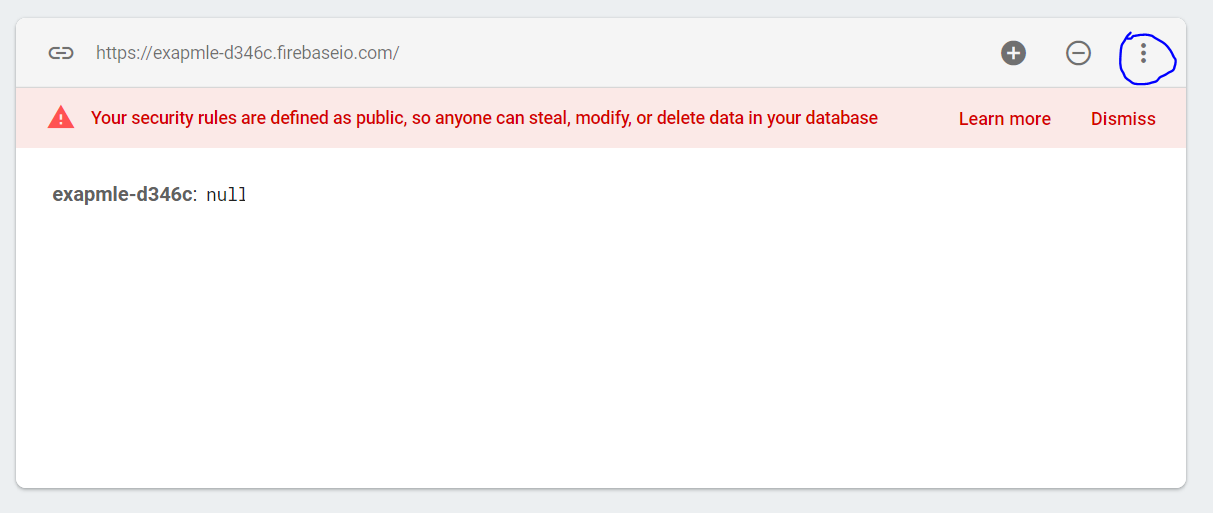 https://exapmle-d346c.firebaseio.com/
Your security rules are defined as public, so anyone can steal, modify, or delete data in your database Learn more Dismiss
exapmle-d346c: null